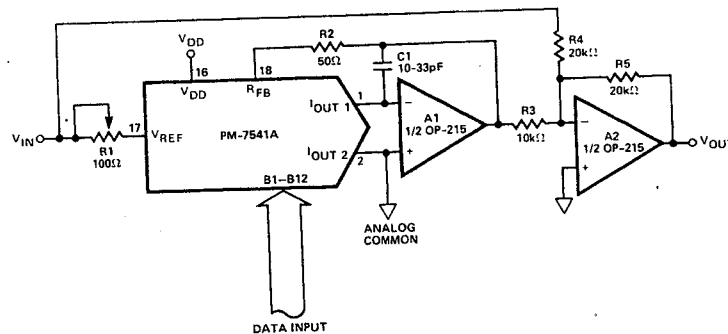 VDD
16
VDD
R2
50Ω
18
RFB
C1
10-33pF
R4
20kΩ
R5
20kΩ
VIN
R1
100Ω
17
VREF
PM-7541A
IOUT 1
1
IOUT 2
2
B1–B12
A1
1/2 OP-215
R3
10kΩ
A2
1/2 OP-215
VOUT
−
+
−
+
ANALOG
COMMON
DATA INPUT